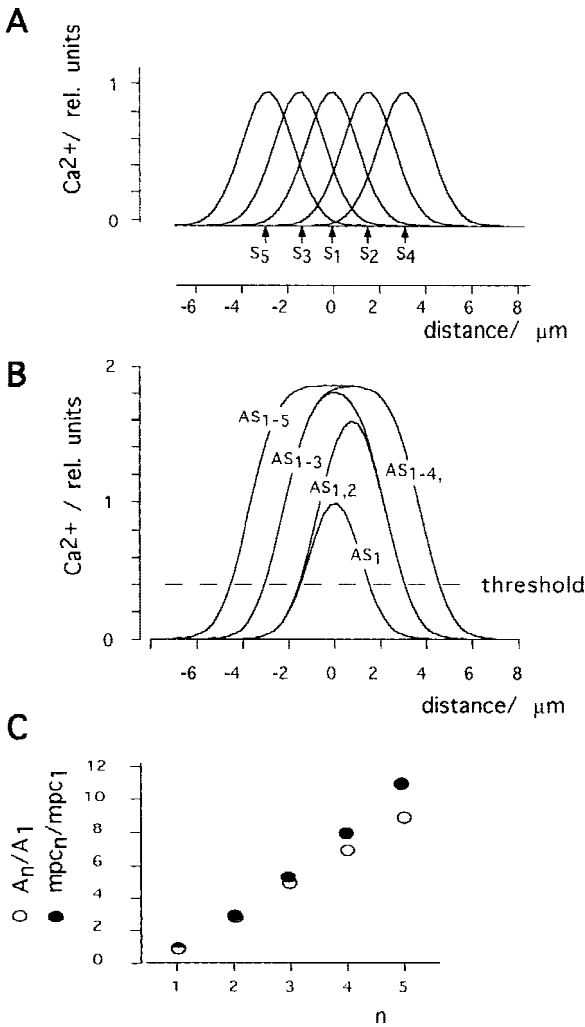 A
Ca2+/ rel. units
1
0
S5 S3 S1 S2 S4
-6 -4 -2 0 2 4 6 8
distance/ μm
B
Ca2+ / rel. units
2
1
0
AS1-5
AS1-3
AS1,2
AS1
AS1-4,
threshold
-6 -4 -2 0 2 4 6 8
distance/ μm
C
An/A1
mpcn/mpc1
12
10
8
6
4
2
0
1 2 3 4 5
n